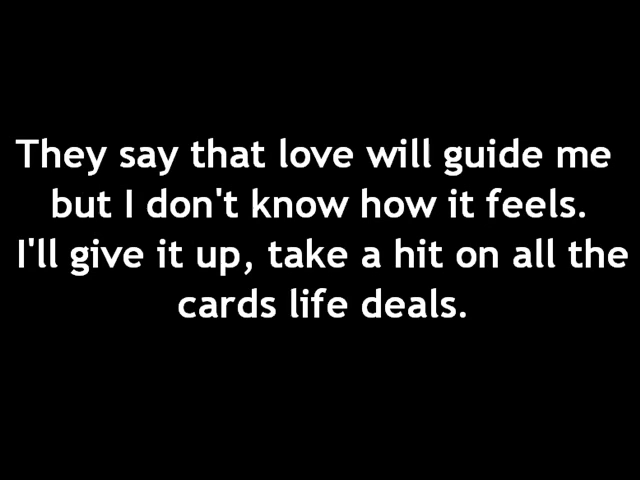 They say that love will guide me
but I don't know how it feels.
I'll give it up, take a hit on all the
cards life deals.